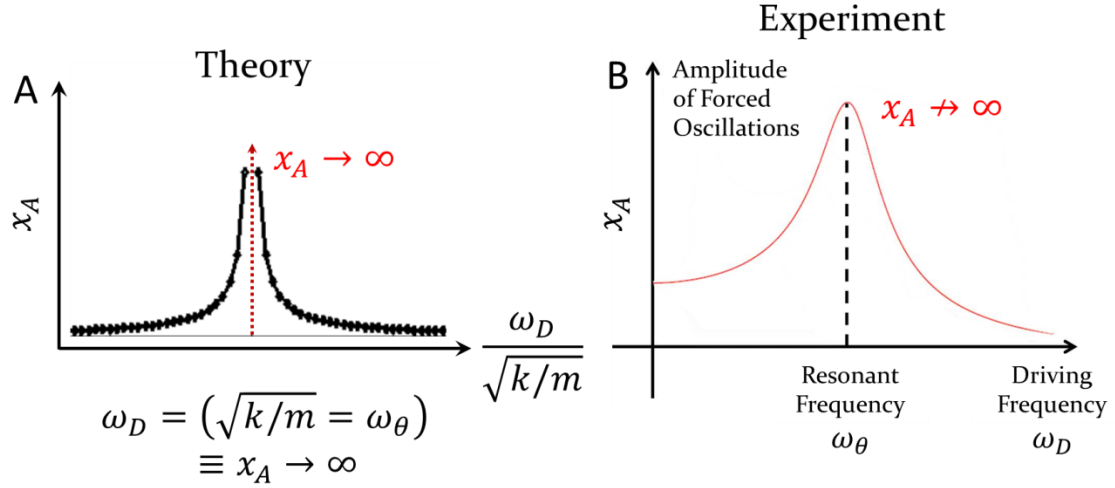 Theory
A
x_A → ∞
x_A
ω_D
√k/m
ω_D = (√k/m = ω_θ)
≡ x_A → ∞
Experiment
B
Amplitude
of Forced
Oscillations
x_A ↛ ∞
x_A
Resonant
Frequency
ω_θ
Driving
Frequency
ω_D